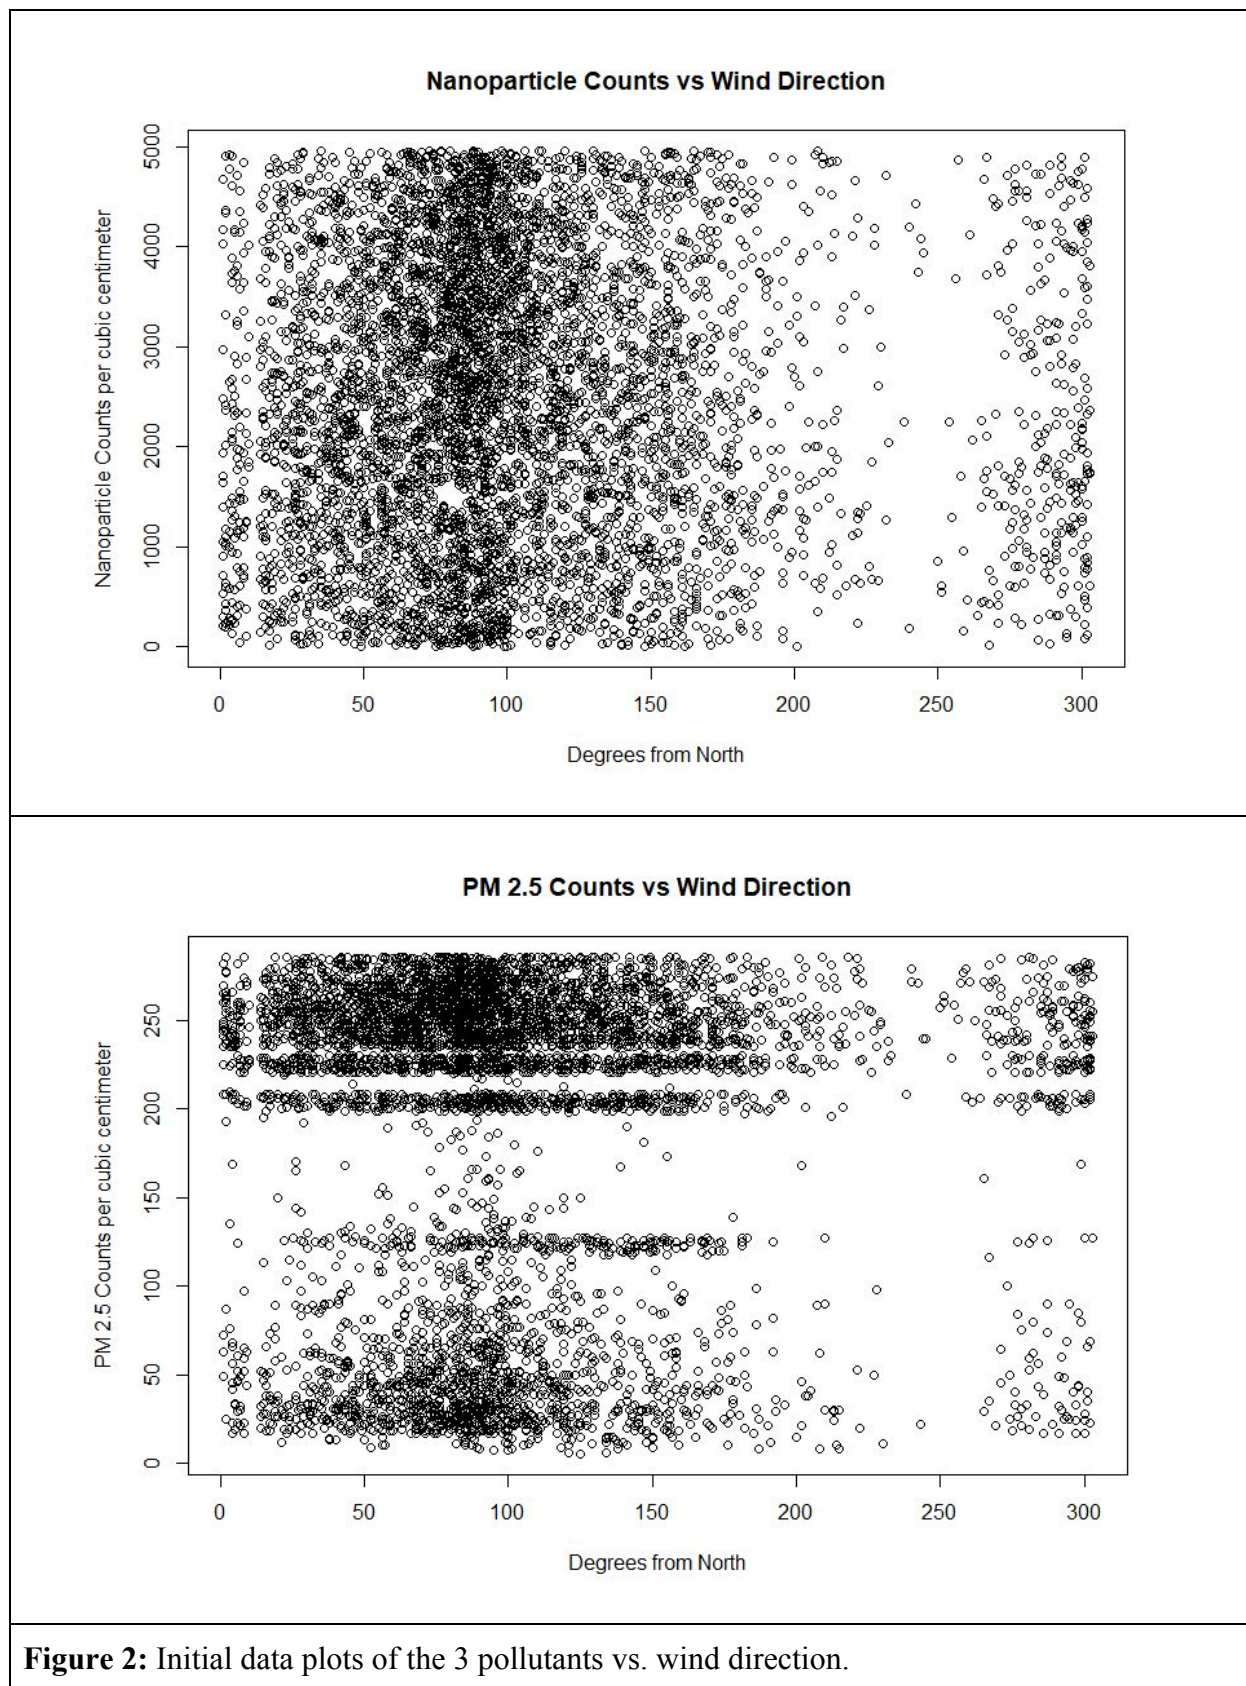 Nanoparticle Counts vs Wind Direction
Nanoparticle Counts per cubic centimeter
5000
4000
3000
2000
1000
0
0 50 100 150 200 250 300
Degrees from North
PM 2.5 Counts vs Wind Direction
PM 2.5 Counts per cubic centimeter
250
200
150
100
50
0
0 50 100 150 200 250 300
Degrees from North
Figure 2: Initial data plots of the 3 pollutants vs. wind direction.